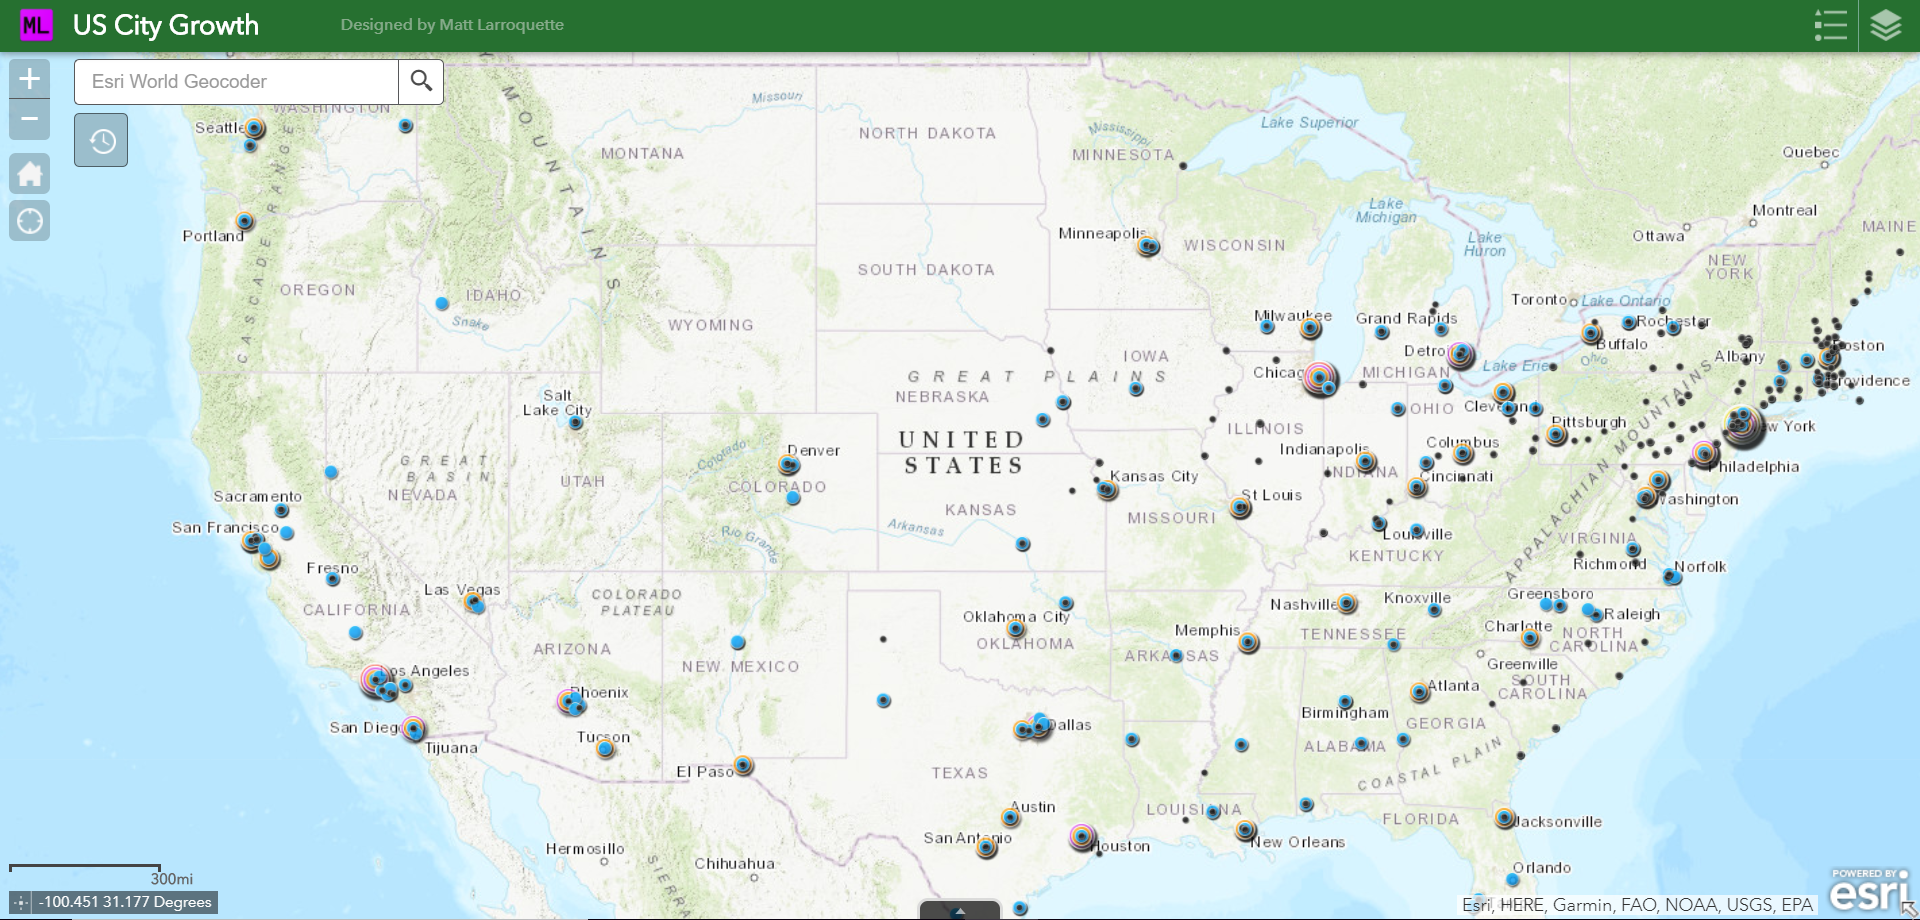 ML US City Growth Designed by Matt Larroquette
Esri World Geocoder
WASHINGTON
Seattle
MOUNTAINS
MONTANA
Missouri
NORTH DAKOTA
Mississippi
MINNESOTA
Lake Superior
Quebec
Portland
CASCADE RANGE
Minneapolis
WISCONSIN
Lake
Michigan
Lake
Huron
Montreal
Ottawa
MAINE
NEW
YORK
OREGON
IDAHO
Snake
SOUTH DAKOTA
WYOMING
Milwaukee
Grand Rapids
Toronto
Lake Ontario
Rochester
Buffalo
IOWA
Detroi
Lake Erie
Ohio
Albany
Boston
GREAT PLAINS
Chicag
MICHIGAN
Providence
Salt
Lake City
NEBRASKA
OHIO
Cleveland
UNITED
STATES
ILLINOIS
Pittsburgh
New York
Denver
Colorado
COLORADO
Indianapolis
INDIANA
Columbus
Philadelphia
GREAT
BASIN
NEVADA
UTAH
Kansas City
Cincinnati
APPALACHIAN MOUNTAINS
Sacramento
San Francisco
KANSAS
MISSOURI
St Louis
Washington
Arkansas
Rio Grande
Louisville
KENTUCKY
VIRGINIA
Richmond
Norfolk
Fresno
Las Vegas
CALIFORNIA
COLORADO
PLATEAU
Oklahoma City
OKLAHOMA
Nashville
Knoxville
Greensboro
Raleigh
Memphis
TENNESSEE
Charlotte
NORTH
CAROLINA
ARIZONA
NEW MEXICO
ARKANSAS
Greenville
SOUTH
CAROLINA
Los Angeles
Phoenix
Atlanta
San Dieg
Tijuana
Tucson
Dallas
Birmingham
GEORGIA
ALABAMA
El Paso
TEXAS
COASTAL PLAIN
Austin
LOUISIANA
FLORIDA
Jacksonville
San Antonio
Houston
New Orleans
Hermosillo
Chihuahua
SIERRA
Orlando
300mi
-100.451 31.177 Degrees
Esri, HERE, Garmin, FAO, NOAA, USGS, EPA
POWERED BY
esri